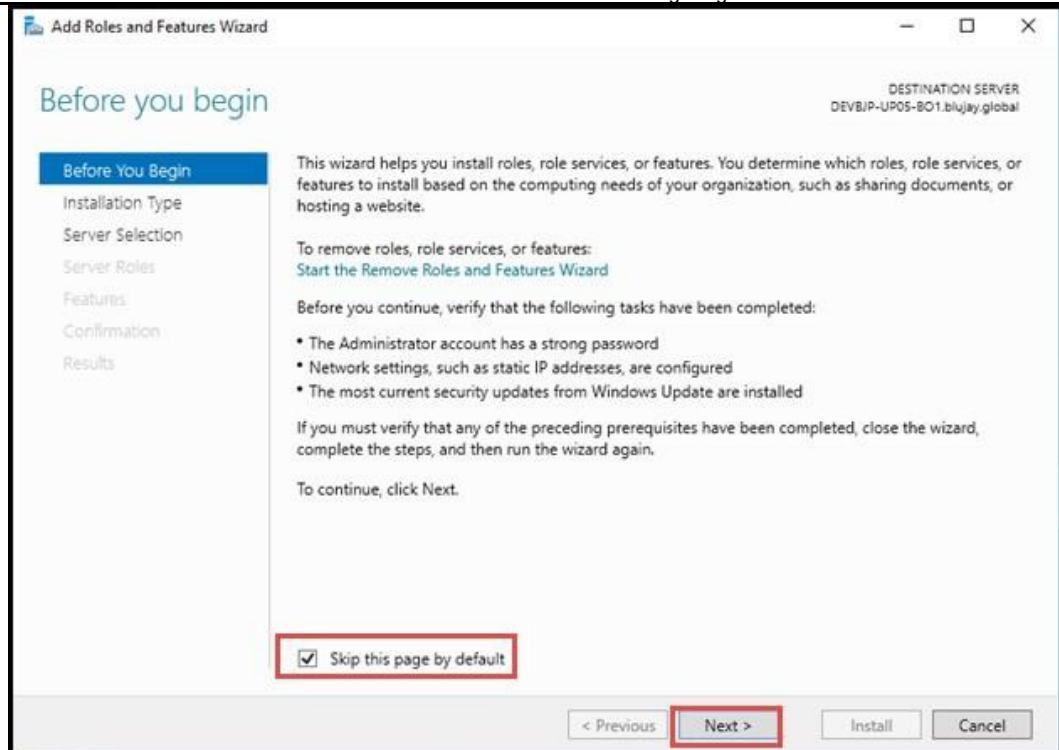 Add Roles and Features Wizard
Before you begin
DESTINATION SERVER
DEVBJP-UP05-BO1.blujay.global
Before You Begin
Installation Type
Server Selection
Server Roles
Features
Confirmation
Results
This wizard helps you install roles, role services, or features. You determine which roles, role services, or
features to install based on the computing needs of your organization, such as sharing documents, or
hosting a website.
To remove roles, role services, or features:
Start the Remove Roles and Features Wizard
Before you continue, verify that the following tasks have been completed:
• The Administrator account has a strong password
• Network settings, such as static IP addresses, are configured
• The most current security updates from Windows Update are installed
If you must verify that any of the preceding prerequisites have been completed, close the wizard,
complete the steps, and then run the wizard again.
To continue, click Next.
Skip this page by default
< Previous
Next >
Install
Cancel